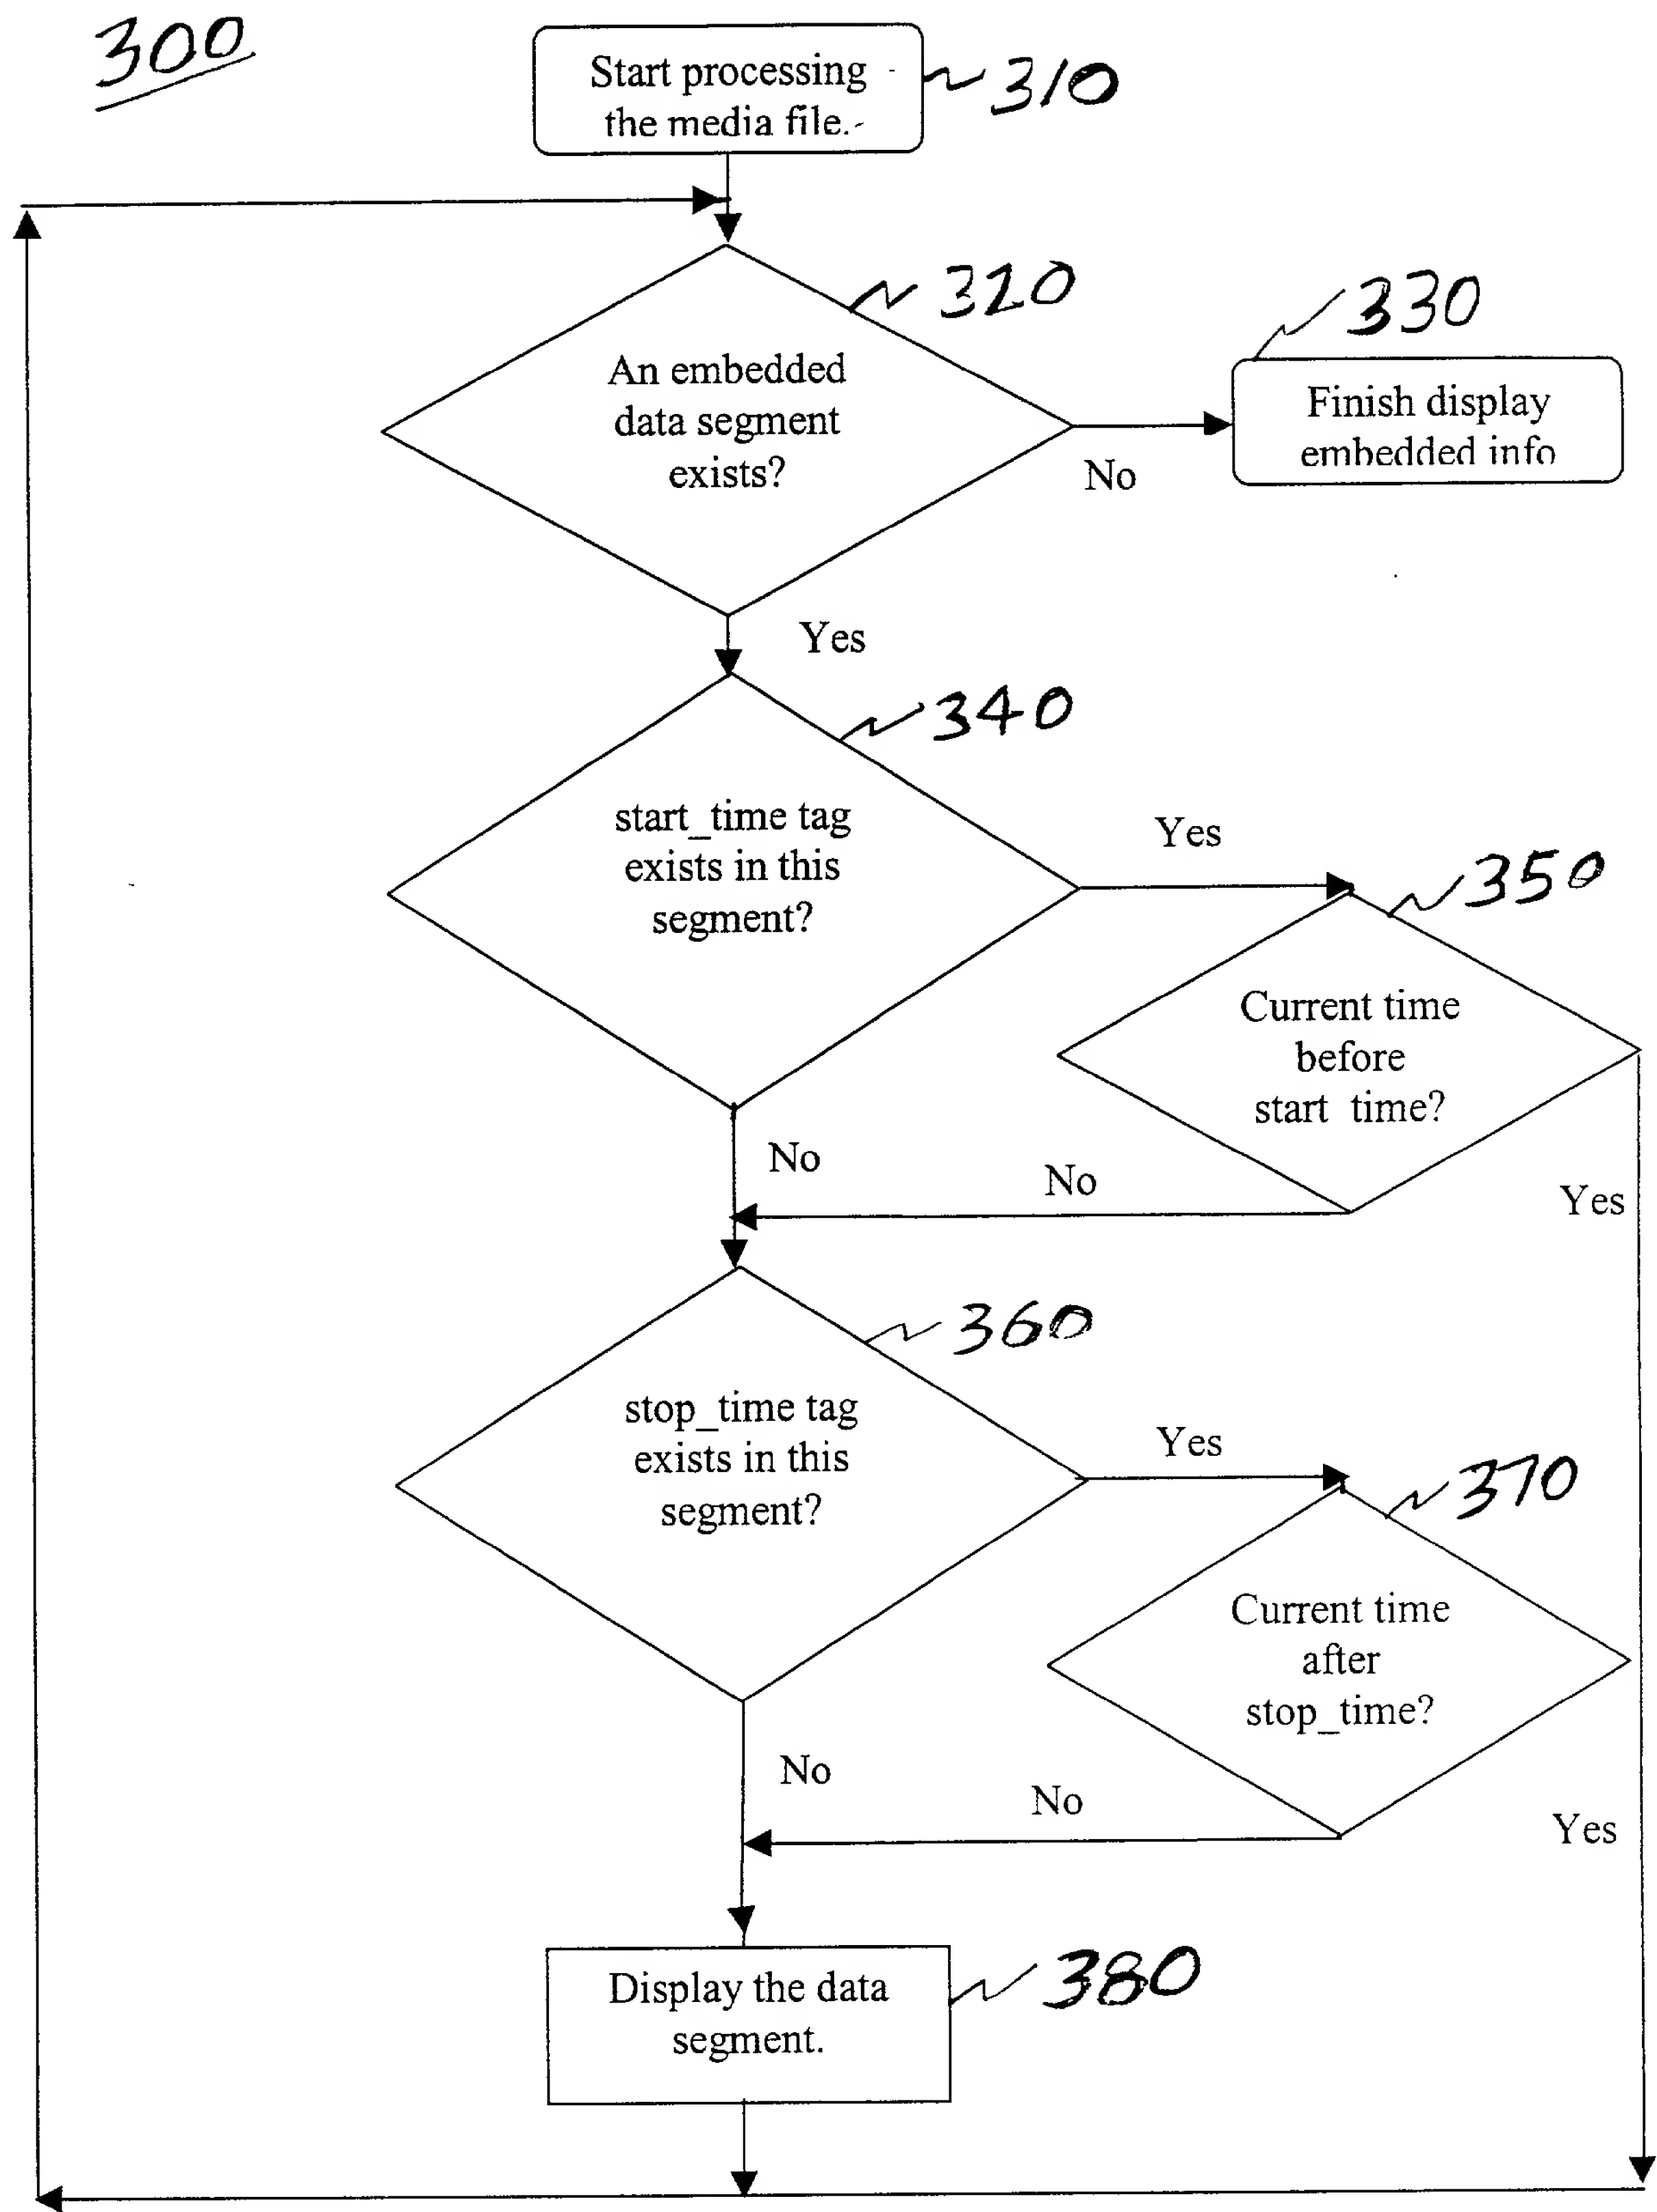 300
Start processing
the media file.
310
320
An embedded
data segment
exists?
330
Finish display
embedded info
No
Yes
340
start_time tag
exists in this
segment?
Yes
350
Current time
before
start time?
No
No
Yes
360
stop_time tag
exists in this
segment?
Yes
370
Current time
after
stop_time?
No
No
Yes
Display the data
segment.
380